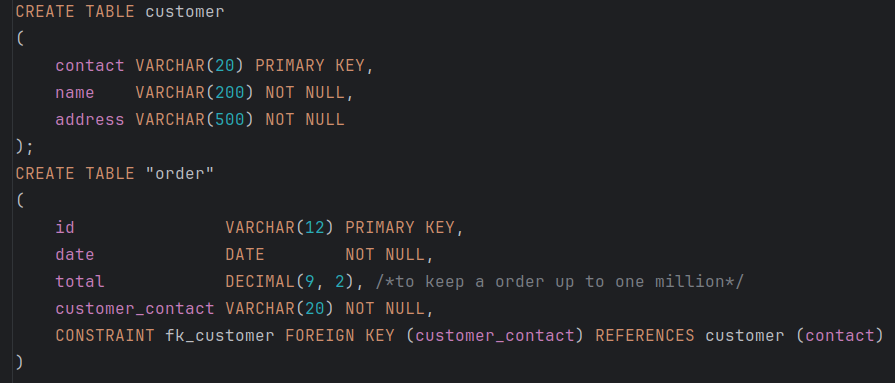 CREATE TABLE customer
(
    contact VARCHAR(20) PRIMARY KEY,
    name    VARCHAR(200) NOT NULL,
    address VARCHAR(500) NOT NULL
);
CREATE TABLE "order"
(
    id               VARCHAR(12) PRIMARY KEY,
    date             DATE        NOT NULL,
    total            DECIMAL(9, 2), /*to keep a order up to one million*/
    customer_contact VARCHAR(20) NOT NULL,
    CONSTRAINT fk_customer FOREIGN KEY (customer_contact) REFERENCES customer (contact)
)